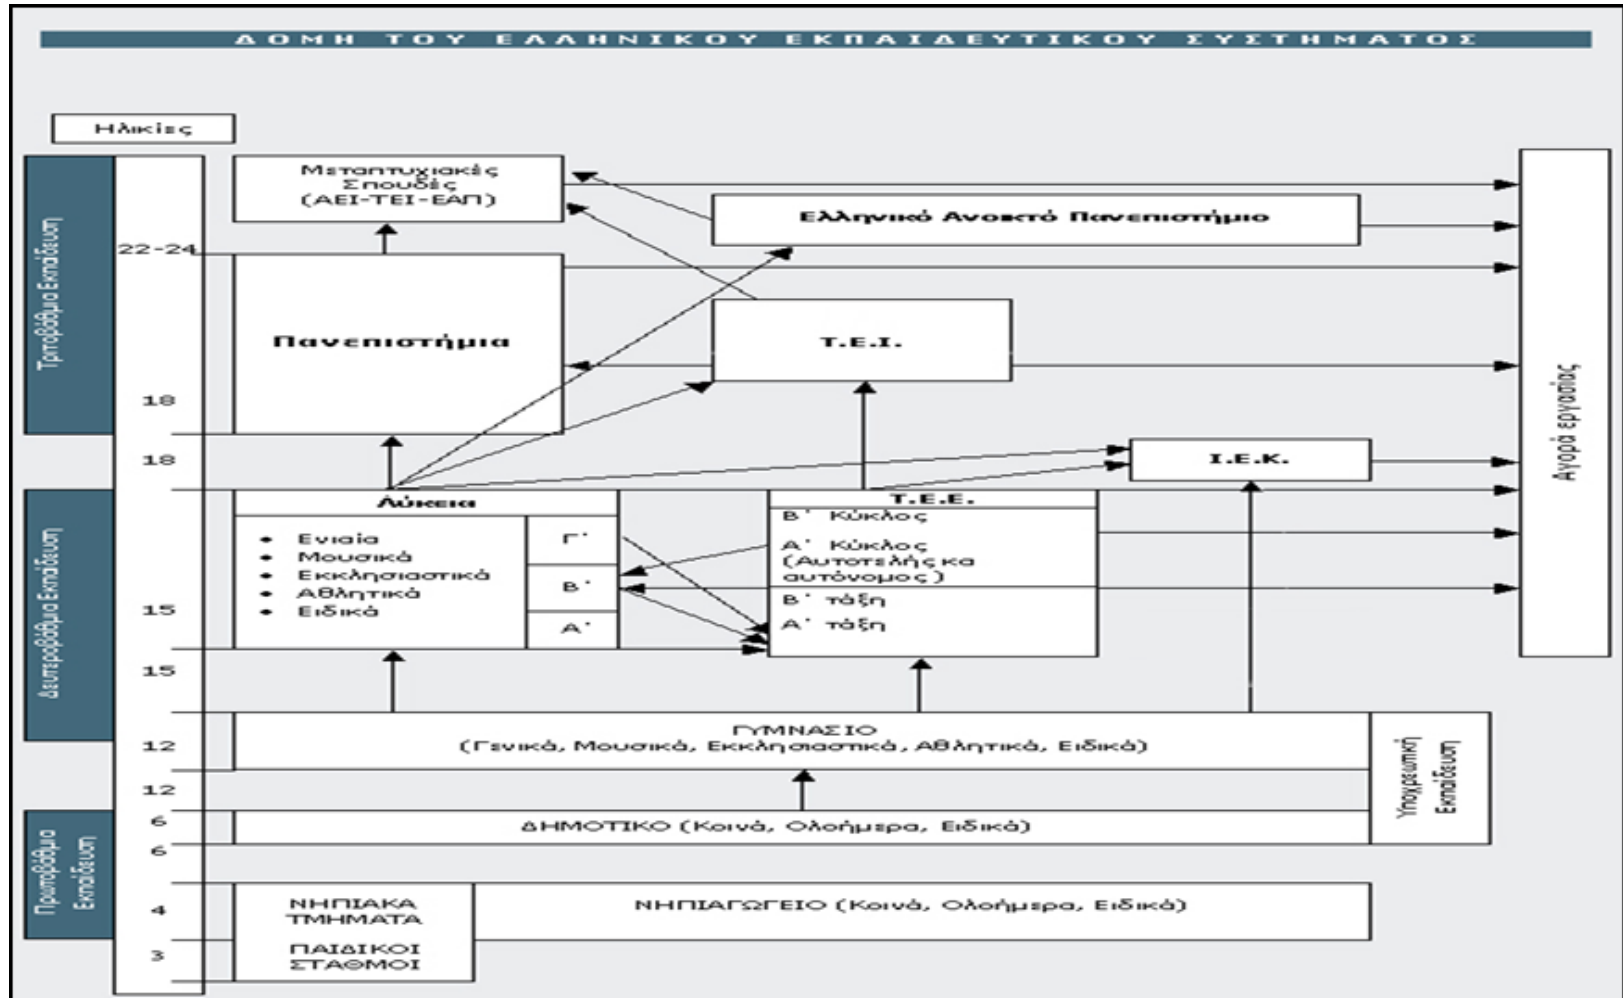 ΔΟΜΗ ΤΟΥ ΕΛΛΗΝΙΚΟΥ ΕΚΠΑΙΔΕΥΤΙΚΟΥ ΣΥΣΤΗΜΑΤΟΣ
Ηλικίες
Τριτοβάθμια Εκπαίδευση
22-24
18
18
Μεταπτυχιακές
Σπουδές
(ΑΕΙ-ΤΕΙ-ΕΑΠ)
Ελληνικό Ανοικτό Πανεπιστήμιο
Πανεπιστήμια
Τ.Ε.Ι.
Ι.Ε.Κ.
Αγορά εργασίας
Δευτεροβάθμια Εκπαίδευση
15
15
12
12
Λύκεια
• Ενιαία
• Μουσικά
• Εκκλησιαστικά
• Αθλητικά
• Ειδικά
Γ'
Β'
Α'
Τ.Ε.Ε.
Β' Κύκλος
Α' Κύκλος
(Αυτοτελής κα
αυτόνομος )
Β' τάξη
Α' τάξη
ΓΥΜΝΑΣΙΟ
(Γενικά, Μουσικά, Εκκλησιαστικά, Αθλητικά, Ειδικά)
Υποχρεωτική
Εκπαίδευση
Πρωτοβάθμια
Εκπαίδευση
6
6
4
3
ΔΗΜΟΤΙΚΟ (Κοινά, Ολοήμερα, Ειδικά)
ΝΗΠΙΑΚΑ
ΤΜΗΜΑΤΑ
ΠΑΙΔΙΚΟΙ
ΣΤΑΘΜΟΙ
ΝΗΠΙΑΓΩΓΕΙΟ (Κοινά, Ολοήμερα, Ειδικά)